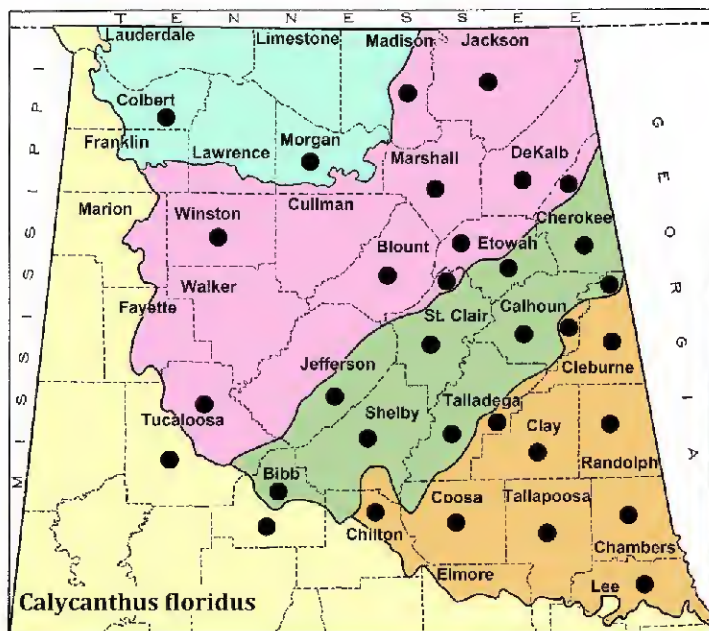 T E N N E S S E E
Lauderdale
Limestone
Madison
Jackson
Colbert
Franklin
Lawrence
Morgan
Marshall
DeKalb
Marion
Winston
Cullman
Cherokee
Blount
Etowah
Walker
Fayette
St. Clair
Calhoun
Jefferson
Cleburne
Tucaloosa
Shelby
Talladega
Clay
Bibb
Randolph
Coosa
Tallapoosa
Chilton
Chambers
Elmore
Lee
Calycanthus floridus
M I S S I S S I P P I
G E O R G I A